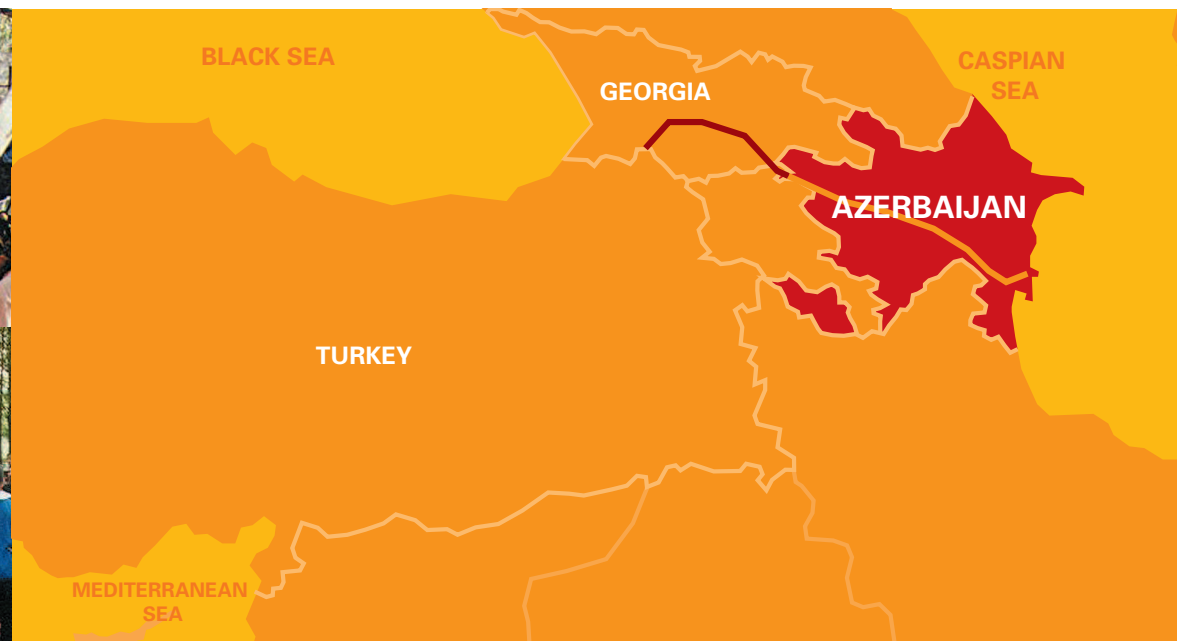 BLACK SEA
CASPIAN
SEA
GEORGIA
AZERBAIJAN
TURKEY
MEDITERRANEAN
SEA